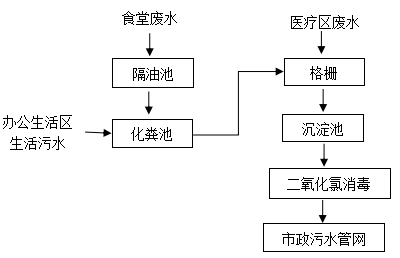 食堂废水
医疗区废水
隔油池
格栅
办公生活区
生活污水
化粪池
沉淀池
二氧化氯消毒
市政污水管网